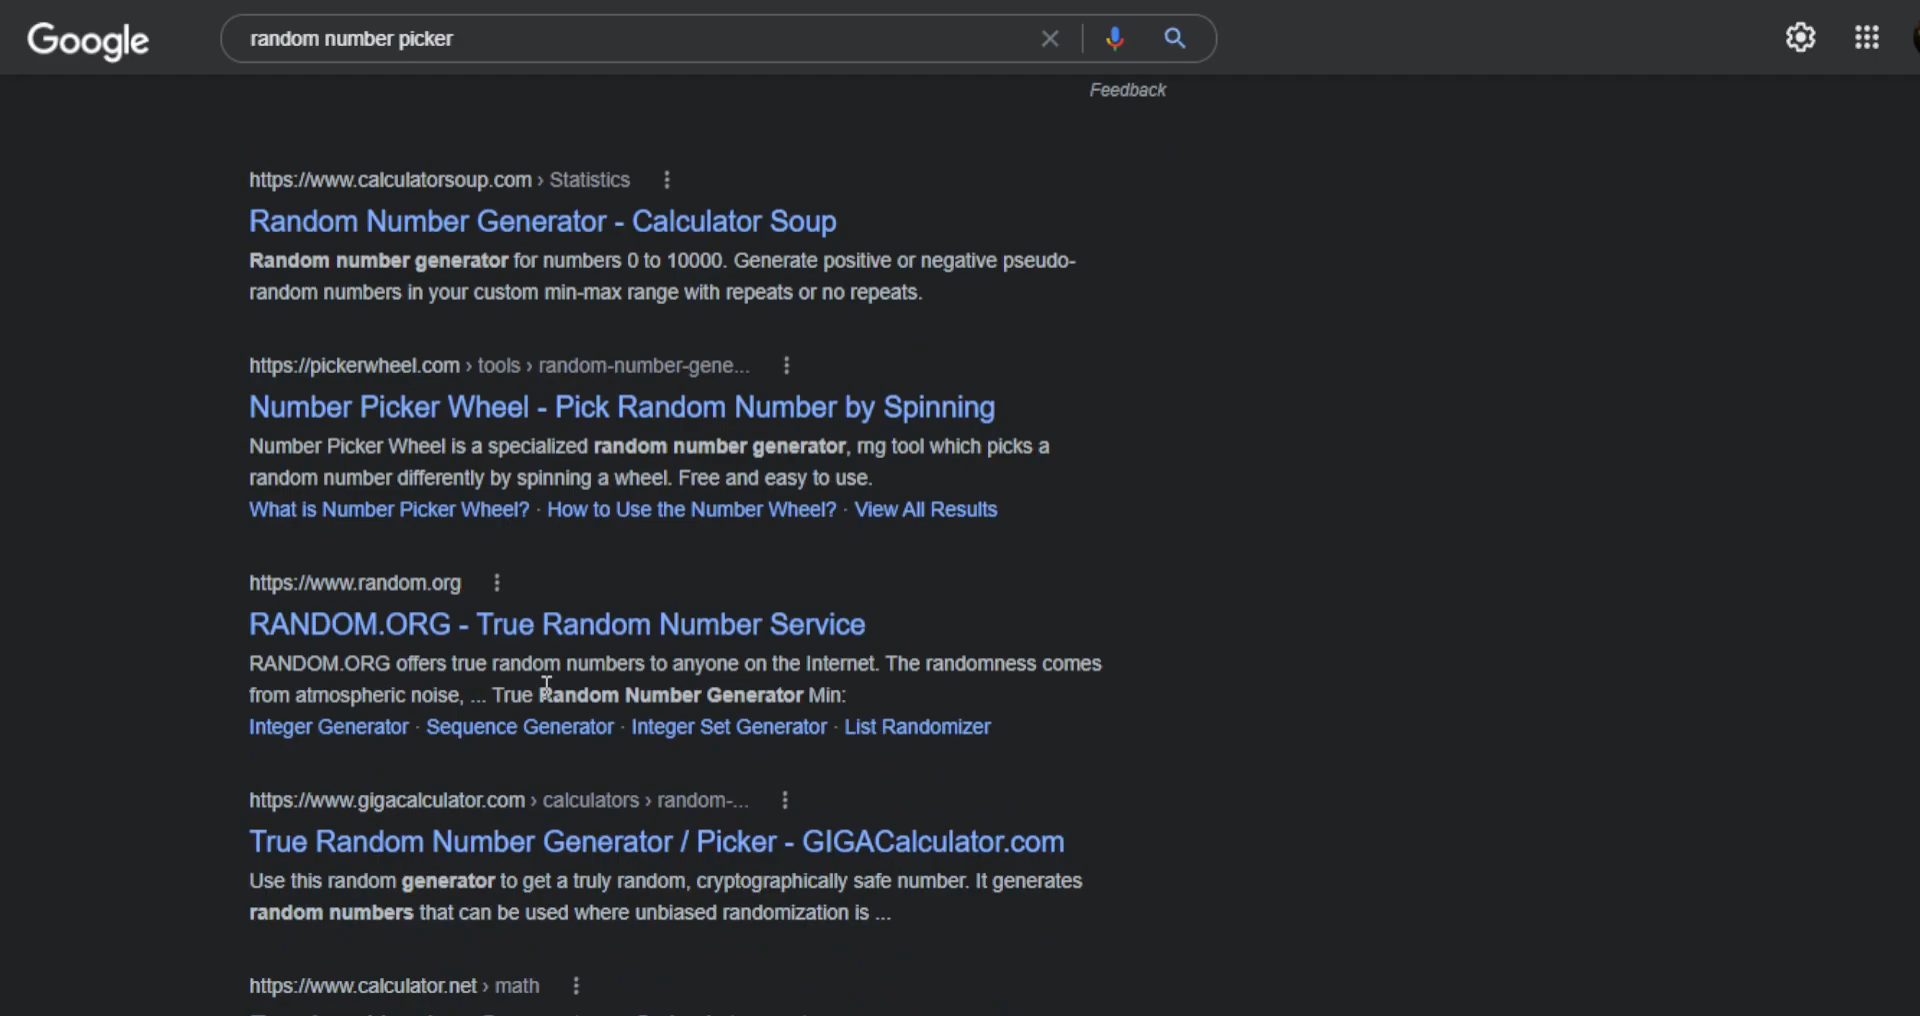 Google
random number picker
Feedback
https://www.calculatorsoup.com › Statistics
Random Number Generator - Calculator Soup
Random number generator for numbers 0 to 10000. Generate positive or negative pseudo-
random numbers in your custom min-max range with repeats or no repeats.
https://pickerwheel.com › tools › random-number-gene...
Number Picker Wheel - Pick Random Number by Spinning
Number Picker Wheel is a specialized random number generator, rng tool which picks a
random number differently by spinning a wheel. Free and easy to use.
What is Number Picker Wheel? · How to Use the Number Wheel? · View All Results
https://www.random.org
RANDOM.ORG - True Random Number Service
RANDOM.ORG offers true random numbers to anyone on the Internet. The randomness comes
from atmospheric noise, ... True Random Number Generator Min:
Integer Generator · Sequence Generator · Integer Set Generator · List Randomizer
https://www.gigacalculator.com › calculators › random-...
True Random Number Generator / Picker - GIGACalculator.com
Use this random generator to get a truly random, cryptographically safe number. It generates
random numbers that can be used where unbiased randomization is ...
https://www.calculator.net › math